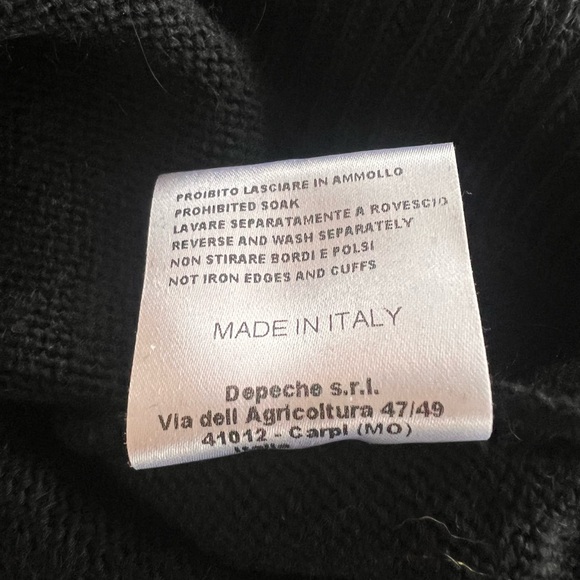 PROIBITO LASCIARE IN AMMOLLO
PROHIBITED SOAK
LAVARE SEPARATAMENTE A ROVESCIO
REVERSE AND WASH SEPARATELY
NON STIRARE BORDI E POLSI
NOT IRON EDGES AND CUFFS
MADE IN ITALY
Depeche s.r.l.
Via dell Agricoltura 47/49
41012 - Carpi (MO)
Italia